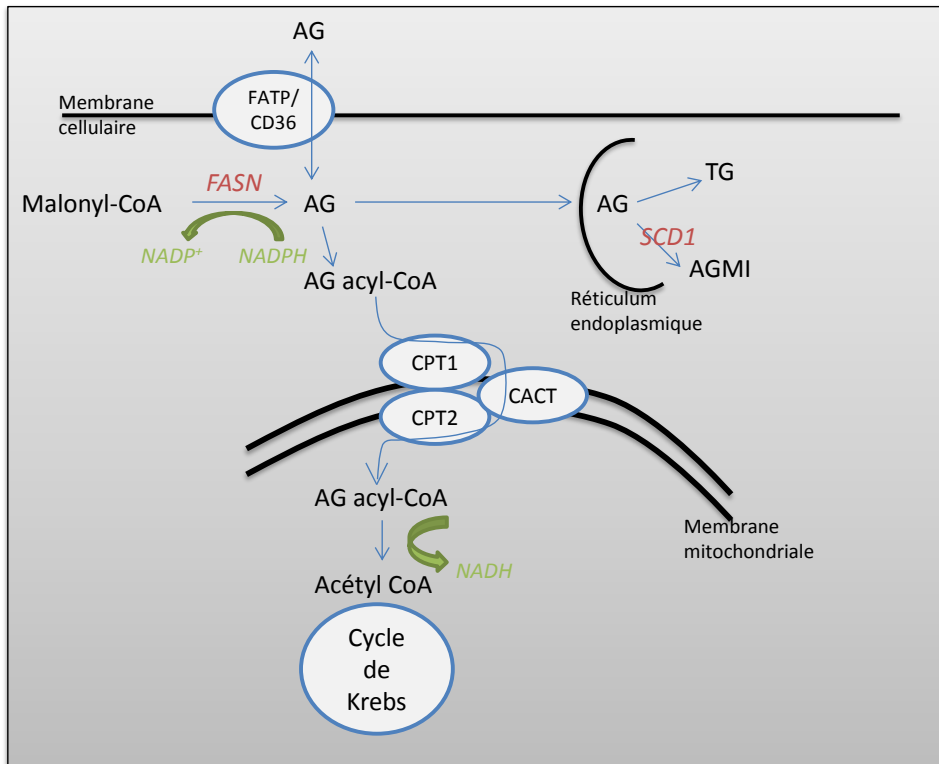 AG
Membrane
cellulaire
FATP/
CD36
FASN
Malonyl-CoA
AG
AG
TG
NADP+
NADPH
SCD1
AGMI
AG acyl-CoA
Réticulum
endoplasmique
CPT1
CACT
CPT2
AG acyl-CoA
Membrane
mitochondriale
NADH
Acétyl CoA
Cycle
de
Krebs